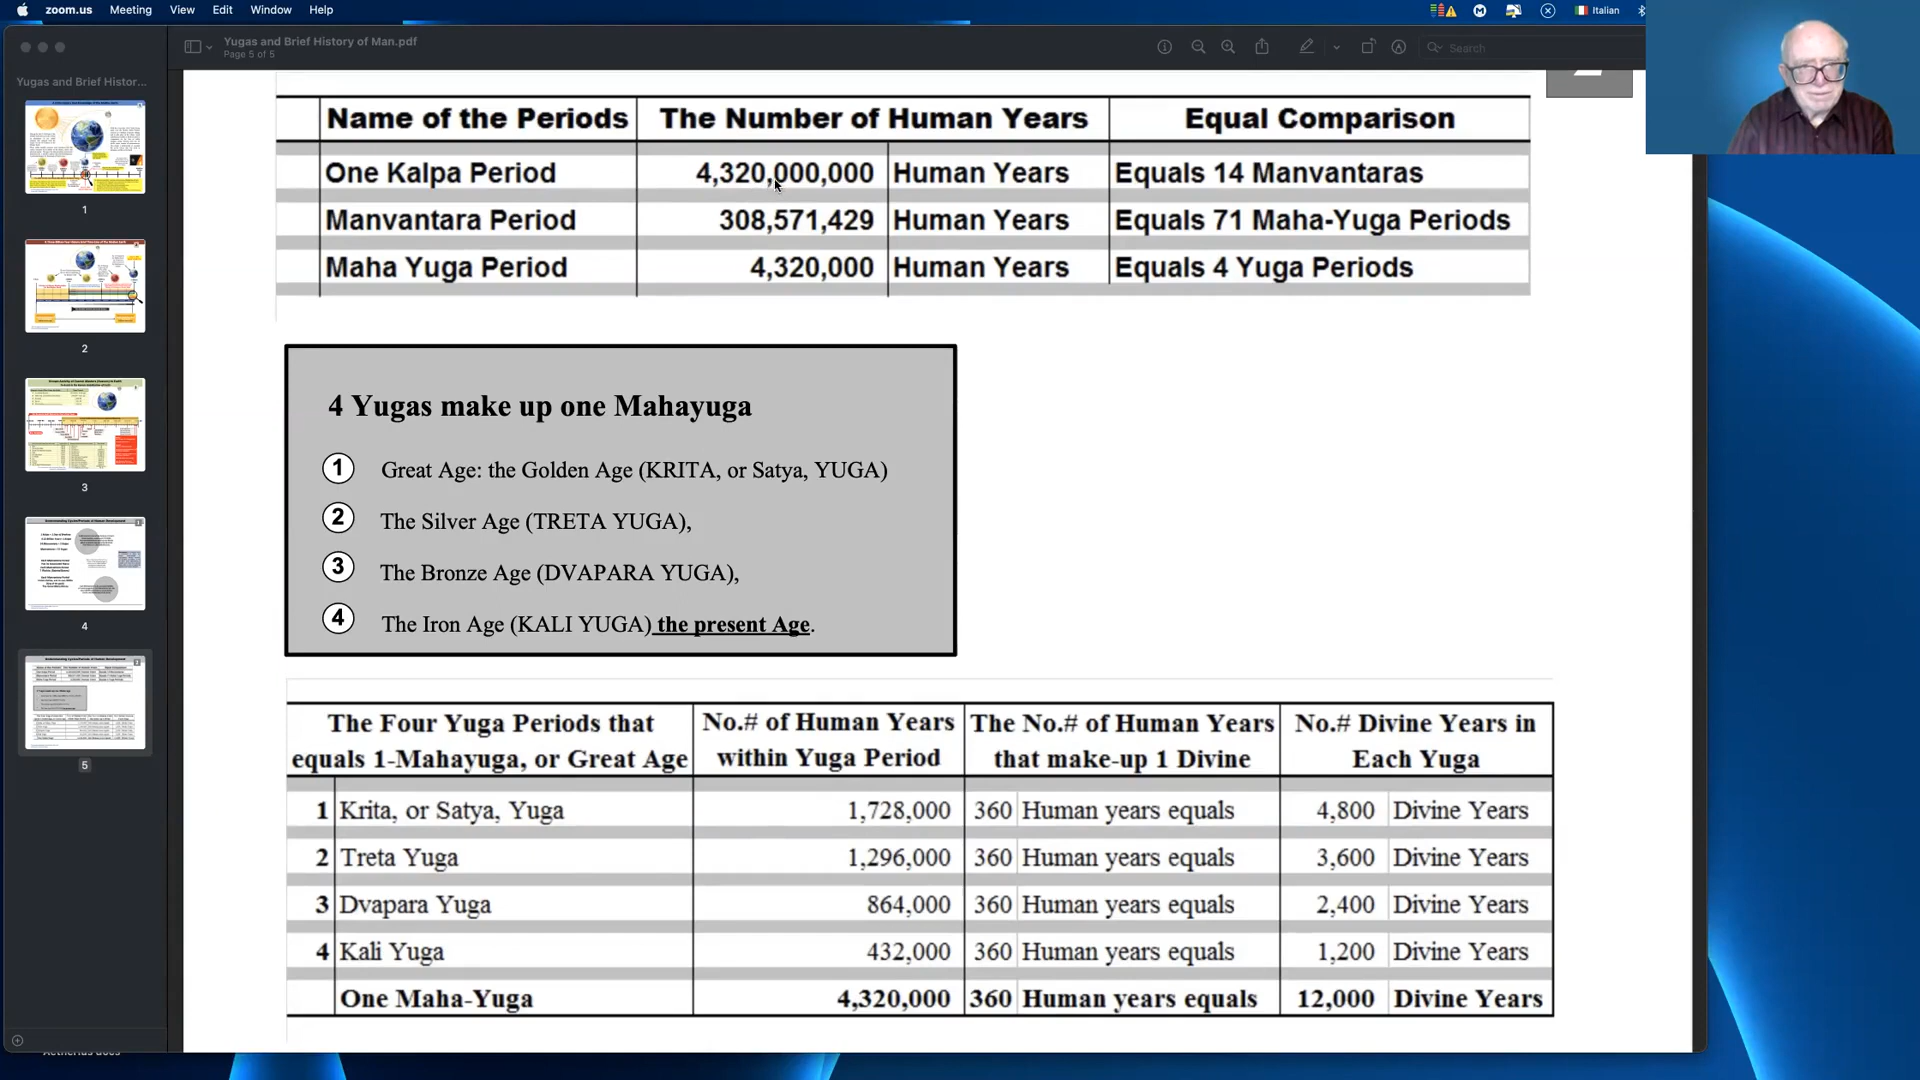 zoom.us Meeting View Edit Window Help
Italian
Yugas and Brief History of Man.pdf
Page 5 of 5
Search
Yugas and Brief Histor...
1
2
3
4
5
Name of the Periods The Number of Human Years Equal Comparison
One Kalpa Period 4,320,000,000 Human Years Equals 14 Manvantaras
Manvantara Period 308,571,429 Human Years Equals 71 Maha-Yuga Periods
Maha Yuga Period 4,320,000 Human Years Equals 4 Yuga Periods
4 Yugas make up one Mahayuga
1 Great Age: the Golden Age (KRITA, or Satya, YUGA)
2 The Silver Age (TRETA YUGA),
3 The Bronze Age (DVAPARA YUGA),
4 The Iron Age (KALI YUGA) the present Age.
The Four Yuga Periods that No.# of Human Years The No.# of Human Years No.# Divine Years in
equals 1-Mahayuga, or Great Age within Yuga Period that make-up 1 Divine Each Yuga
1 Krita, or Satya, Yuga 1,728,000 360 Human years equals 4,800 Divine Years
2 Treta Yuga 1,296,000 360 Human years equals 3,600 Divine Years
3 Dvapara Yuga 864,000 360 Human years equals 2,400 Divine Years
4 Kali Yuga 432,000 360 Human years equals 1,200 Divine Years
One Maha-Yuga 4,320,000 360 Human years equals 12,000 Divine Years